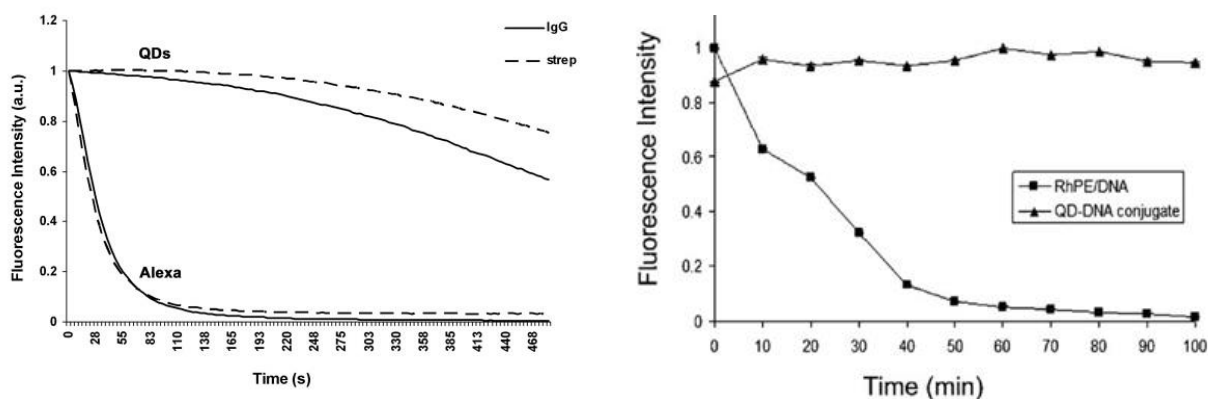 IgG
strep
QDs
Alexa
Fluorescence Intensity (a.u.)
1.2
1
0.8
0.6
0.4
0.2
0
0 28 55 83 110 138 165 193 220 248 275 303 330 358 385 413 440 468
Time (s)
Fluorescence Intensity
1
0.8
0.6
0.4
0.2
0
RhPE/DNA
QD-DNA conjugate
0 10 20 30 40 50 60 70 80 90 100
Time (min)